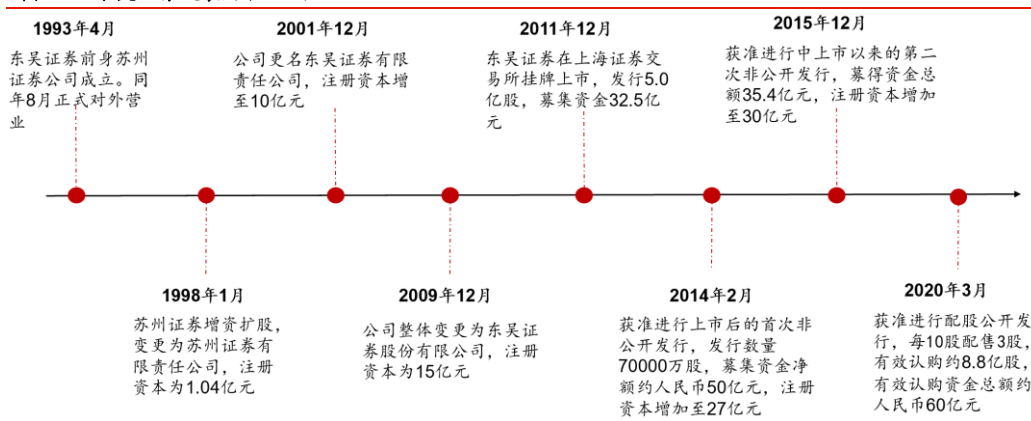 1993年4月
东吴证券前身苏州
证券公司成立。同
年8月正式对外营
业
2001年12月
公司更名东吴证券有限
责任公司，注册资本增
至10亿元
2011年12月
东吴证券在上海证券交
易所挂牌上市，发行5.0
亿股，募集资金32.5亿
元
2015年12月
获准进行中上市以来的第二
次非公开发行，募得资金总
额35.4亿元，注册资本增加
至30亿元
1998年1月
苏州证券增资扩股，
变更为苏州证券有
限责任公司，注册
资本为1.04亿元
2009年12月
公司整体变更为东吴证
券股份有限公司，注册
资本为15亿元
2014年2月
获准进行上市后的首次非
公开发行，发行数量
70000万股，募集资金净
额约人民币50亿元，注册
资本增加至27亿元
2020年3月
获准进行配股公开发
行，每10股配售3股，
有效认购约8.8亿股，
有效认购资金总额约
人民币60亿元